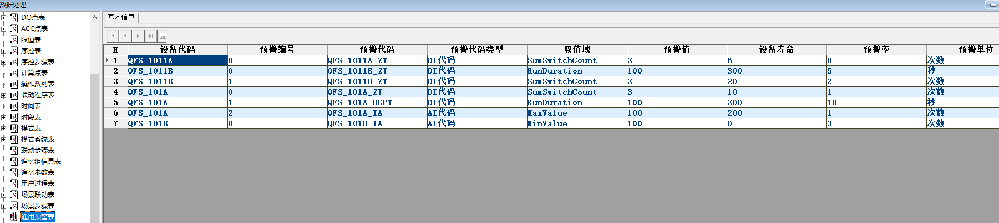 数据处理
DO点表
ACC点表
限值表
序控表
序控步骤表
计算点表
操作数列表
联动程序表
时间表
时段表
模式表
模式系统表
联动步骤表
追忆组信息表
追忆参数表
用户过程表
场景联动表
场景步骤表
通用预警表
基本信息
H 设备代码 预警编号 预警代码 预警代码类型 取值域 预警值 设备寿命 预警率 预警单位
1 QFS_1011A 0 QFS_1011A_ZT DI代码 SumSwitchCount 3 6 0 次数
2 QFS_1011B 0 QFS_1011B_ZT DI代码 RunDuration 100 300 5 秒
3 QFS_1011B 1 QFS_1011B_ZT DI代码 SumSwitchCount 3 20 2 次数
4 QFS_101A 0 QFS_101A_ZT DI代码 SumSwitchCount 3 10 1 次数
5 QFS_101A 1 QFS_101A_OCPT DI代码 RunDuration 100 300 10 秒
6 QFS_101A 2 QFS_101A_IA AI代码 MaxValue 100 200 1 次数
7 QFS_101B 0 QFS_101B_IA AI代码 MinValue 100 0 3 次数